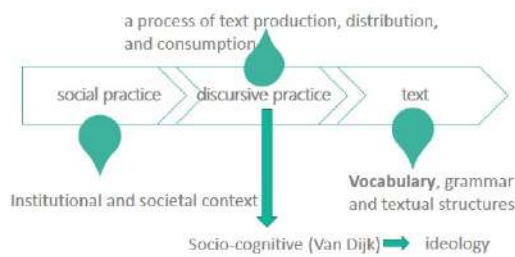 a process of text production, distribution,
and consumption
social practice
discursive practice
text
Institutional and societal context
Vocabulary, grammar
and textual structures
Socio-cognitive (Van Dijk)
ideology